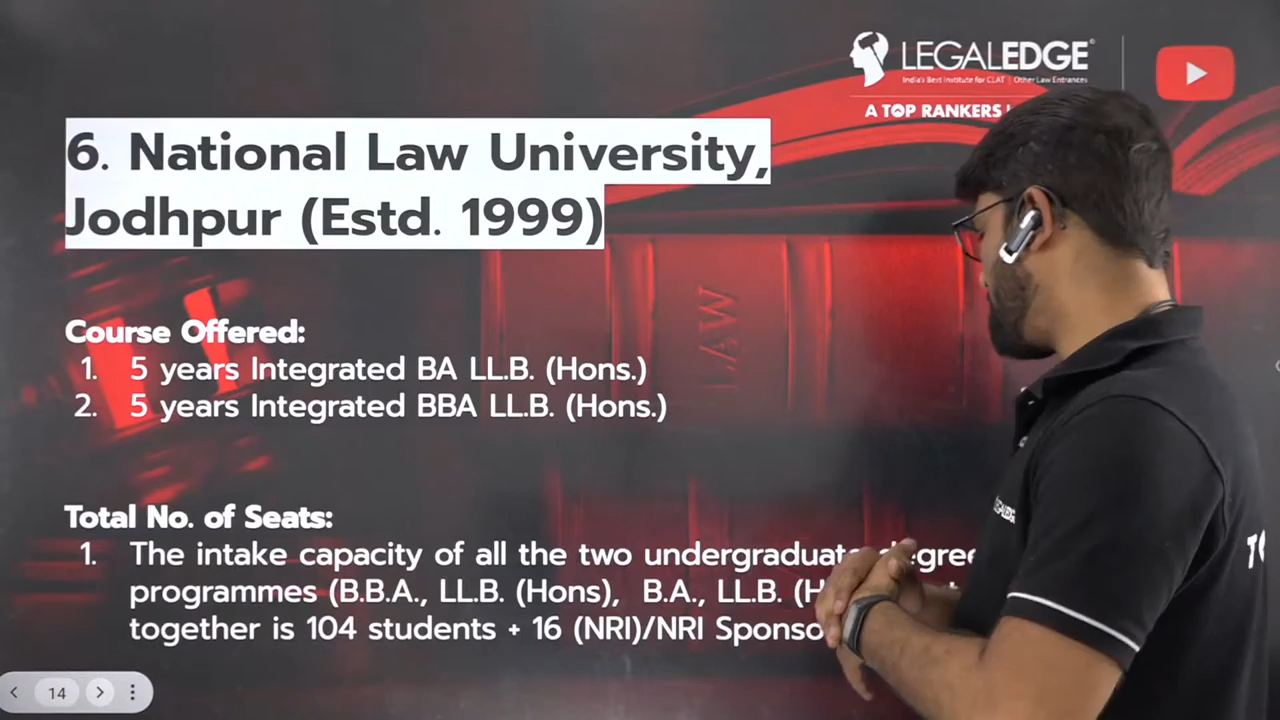 LEGALEDGE
India's Best Institute for CLAT | Other Law Entrances
A TOP RANKERS
6. National Law University,
Jodhpur (Estd. 1999)
LAW
Course Offered:
1. 5 years Integrated BA LL.B. (Hons.)
2. 5 years Integrated BBA LL.B. (Hons.)
Total No. of Seats:
1. The intake capacity of all the two undergraduate degree
programmes (B.B.A., LL.B. (Hons), B.A., LL.B.
together is 104 students + 16 (NRI)/NRI
LEGALEDGE
14